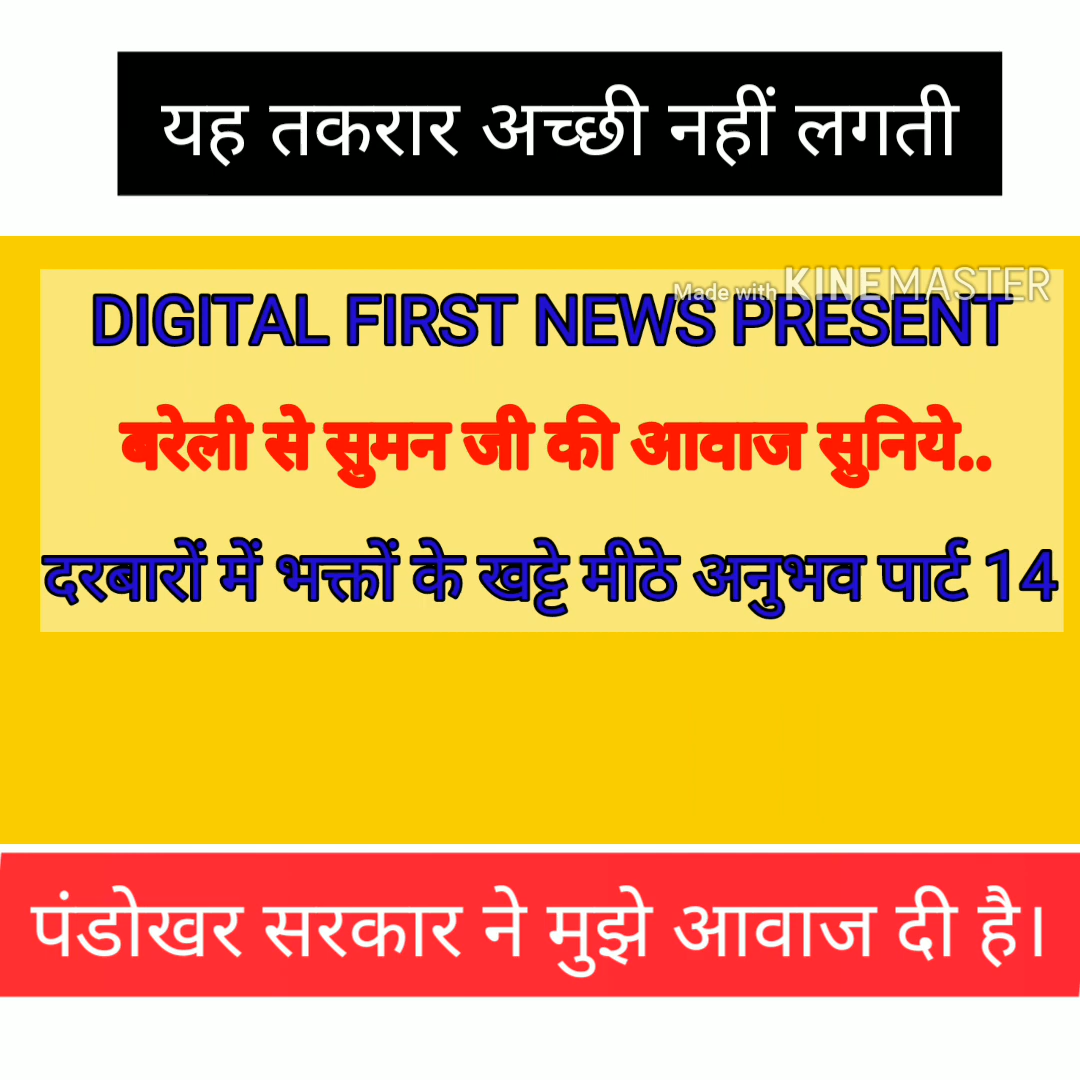 यह तकरार अच्छी नहीं लगती
Made with KINEMASTER
DIGITAL FIRST NEWS PRESENT
बरेली से सुमन जी की आवाज सुनिये..
दरबारों में भक्तों के खट्टे मीठे अनुभव पार्ट 14
पंडोखर सरकार ने मुझे आवाज दी है।